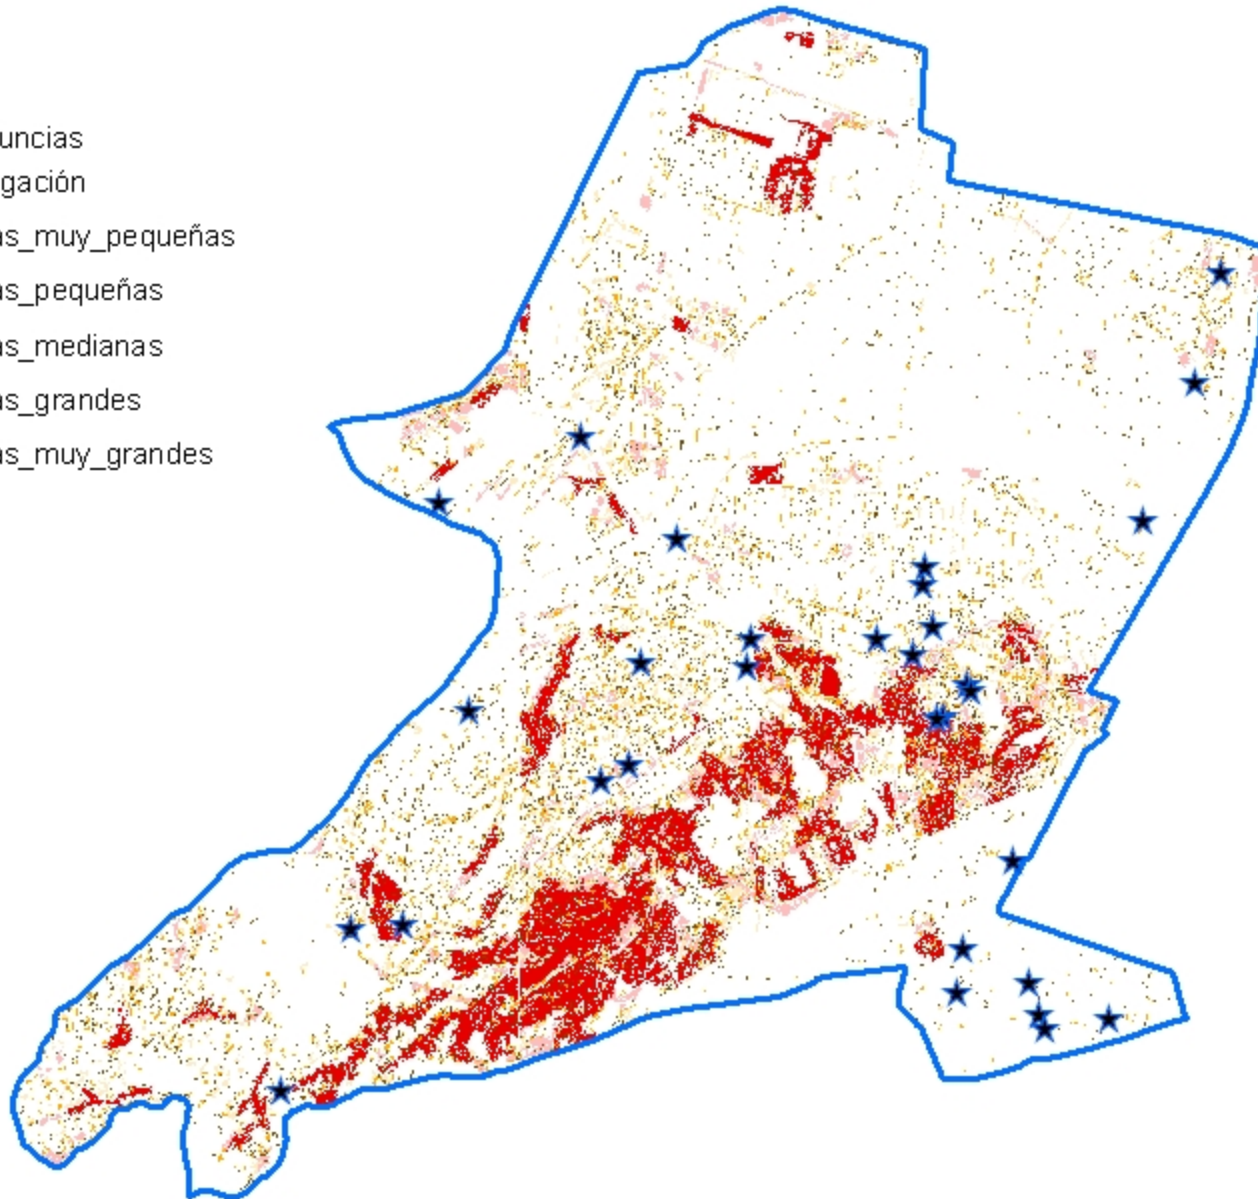 uncias
gación
as_muy_pequeñas
as_pequeñas
as_medianas
as_grandes
as_muy_grandes